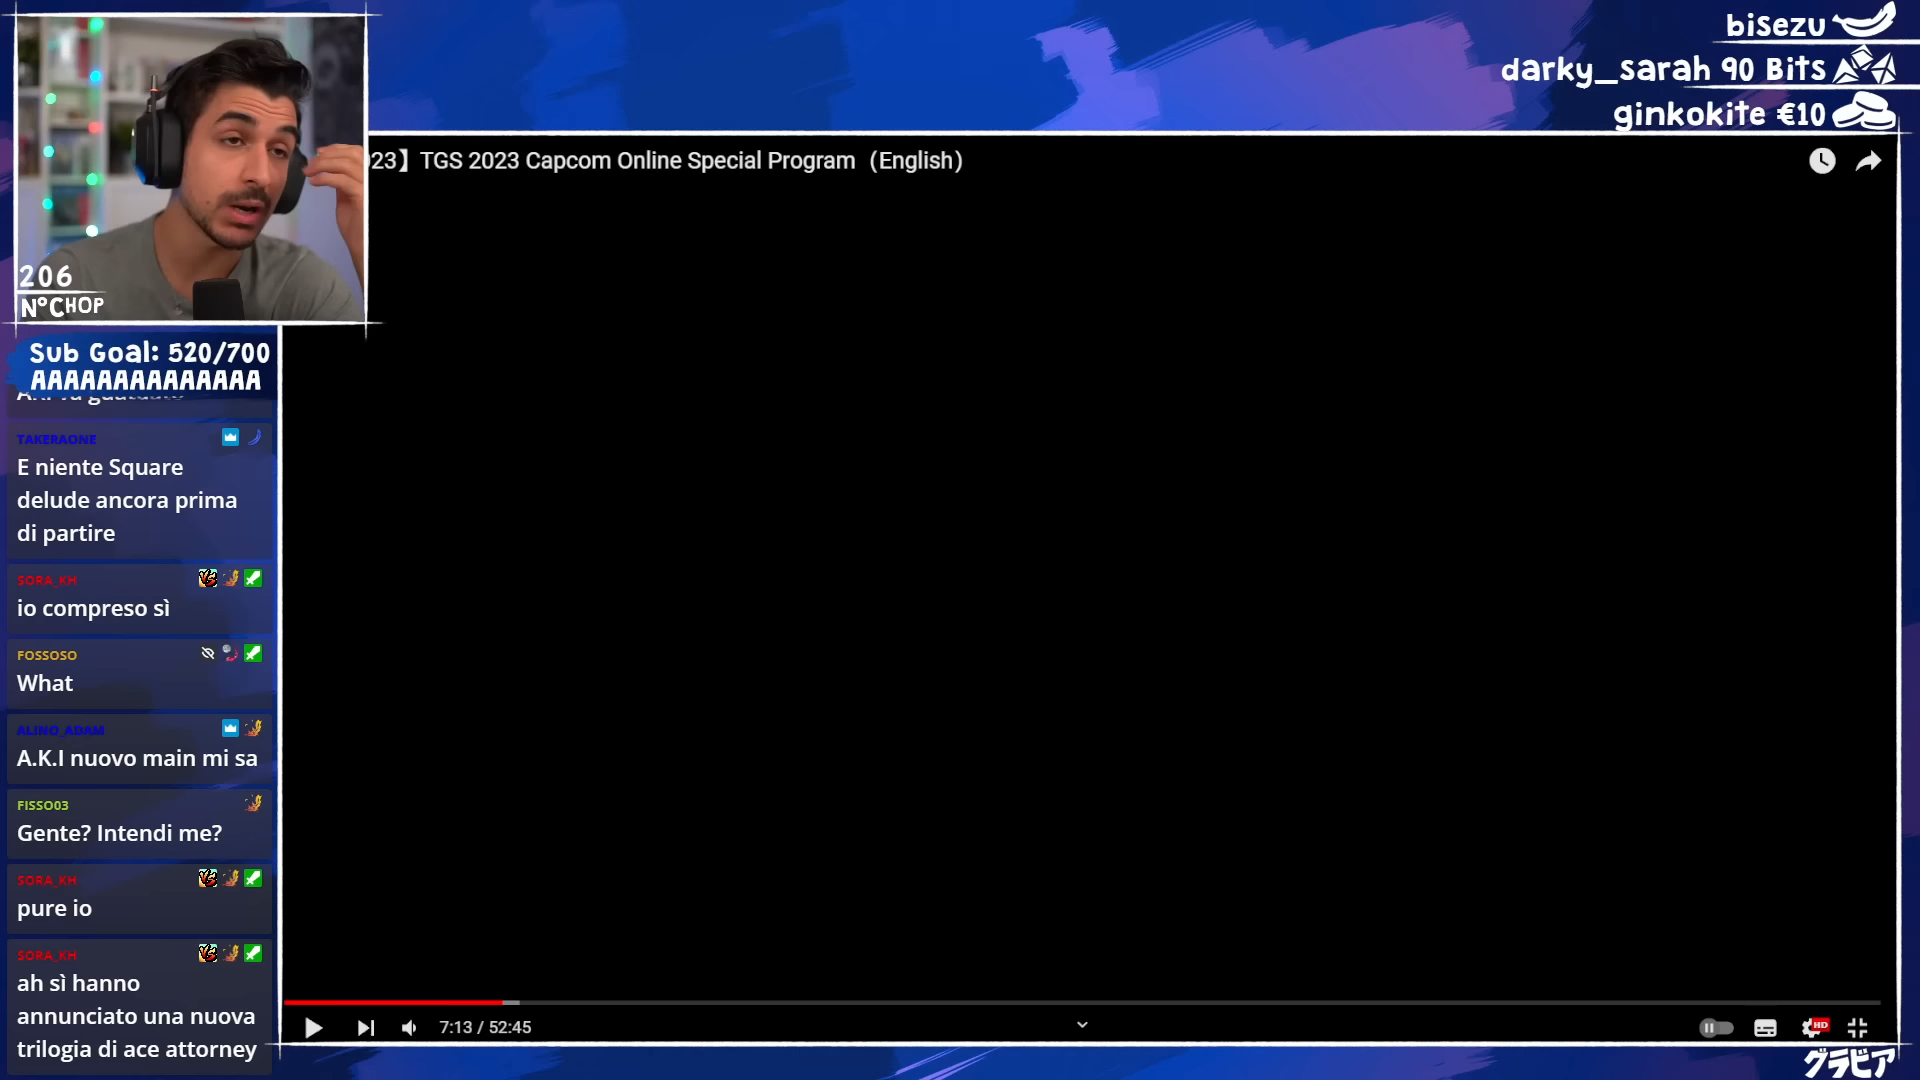 bisezu
darky_sarah 90 Bits
ginkokite €10
023】TGS 2023 Capcom Online Special Program（English）
206
N°CHOP
Sub Goal: 520/700
AAAAAAAAAAAAAA
TAKERAONE
E niente Square
delude ancora prima
di partire
SORA_KH
io compreso sì
FOSSOSO
What
ALINO_ADAM
A.K.I nuovo main mi sa
FISSO03
Gente? Intendi me?
SORA_KH
pure io
SORA_KH
ah sì hanno
annunciato una nuova
trilogia di ace attorney
7:13 / 52:45
HD
グラビア